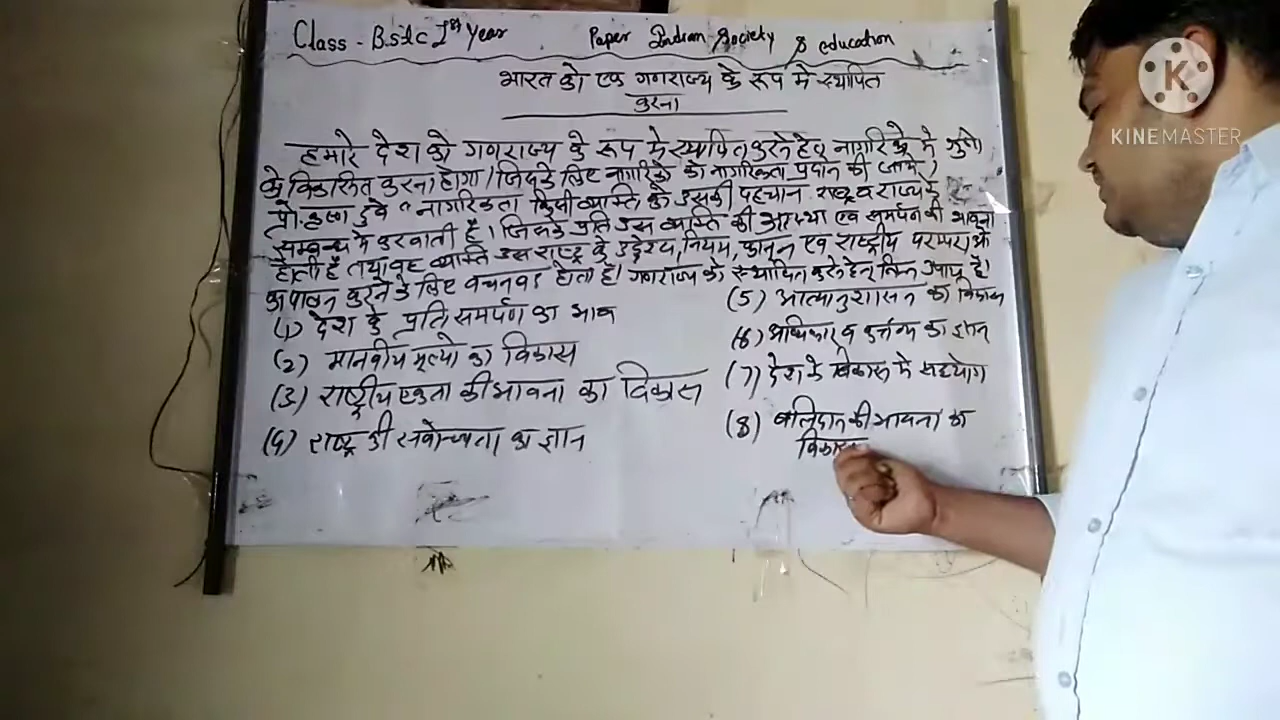 Class - B.stc Ist Year Paper Indian Society & education
भारत को एक गणराज्य के रूप मे स्थापित
करना
हमारे देश को गणराज्य के रूप मे स्थापित करने हेतु नागरिको मे गुणो
को विकसित करना होगा। जिसके लिए नागरिको को नागरिकता प्रदान की जाये।
प्रो. कृष्णा दुबे "नागरिकता किसी व्यक्ति को उसकी पहचान राष्ट्र व राज्य के
सम्बन्ध मे करवाती है। जिसके प्रति उस व्यक्ति की आस्था एवं समर्पण की भावना
होती है तथा वह व्यक्ति उस राष्ट्र के उद्देश्य, नियम, कानून एवं राष्ट्रीय परम्पराओ
का पालन करने के लिए वचनबद्ध होता है। गणराज्य को स्थापित करने हेतु निम्न उपाय है।
(1) देश के प्रति समर्पण का भाव
(2) मानवीय मूल्यो का विकास
(3) राष्ट्रीय एकता की भावना का विकास
(4) राष्ट्र की सर्वोच्चता का ज्ञान
(5) आत्मानुशासन का विकास
(6) अधिकार व कर्त्तव्य का ज्ञान
(7) देश के विकास मे सहयोग
(8) बलिदान की भावना का
विकास
KINEMASTER